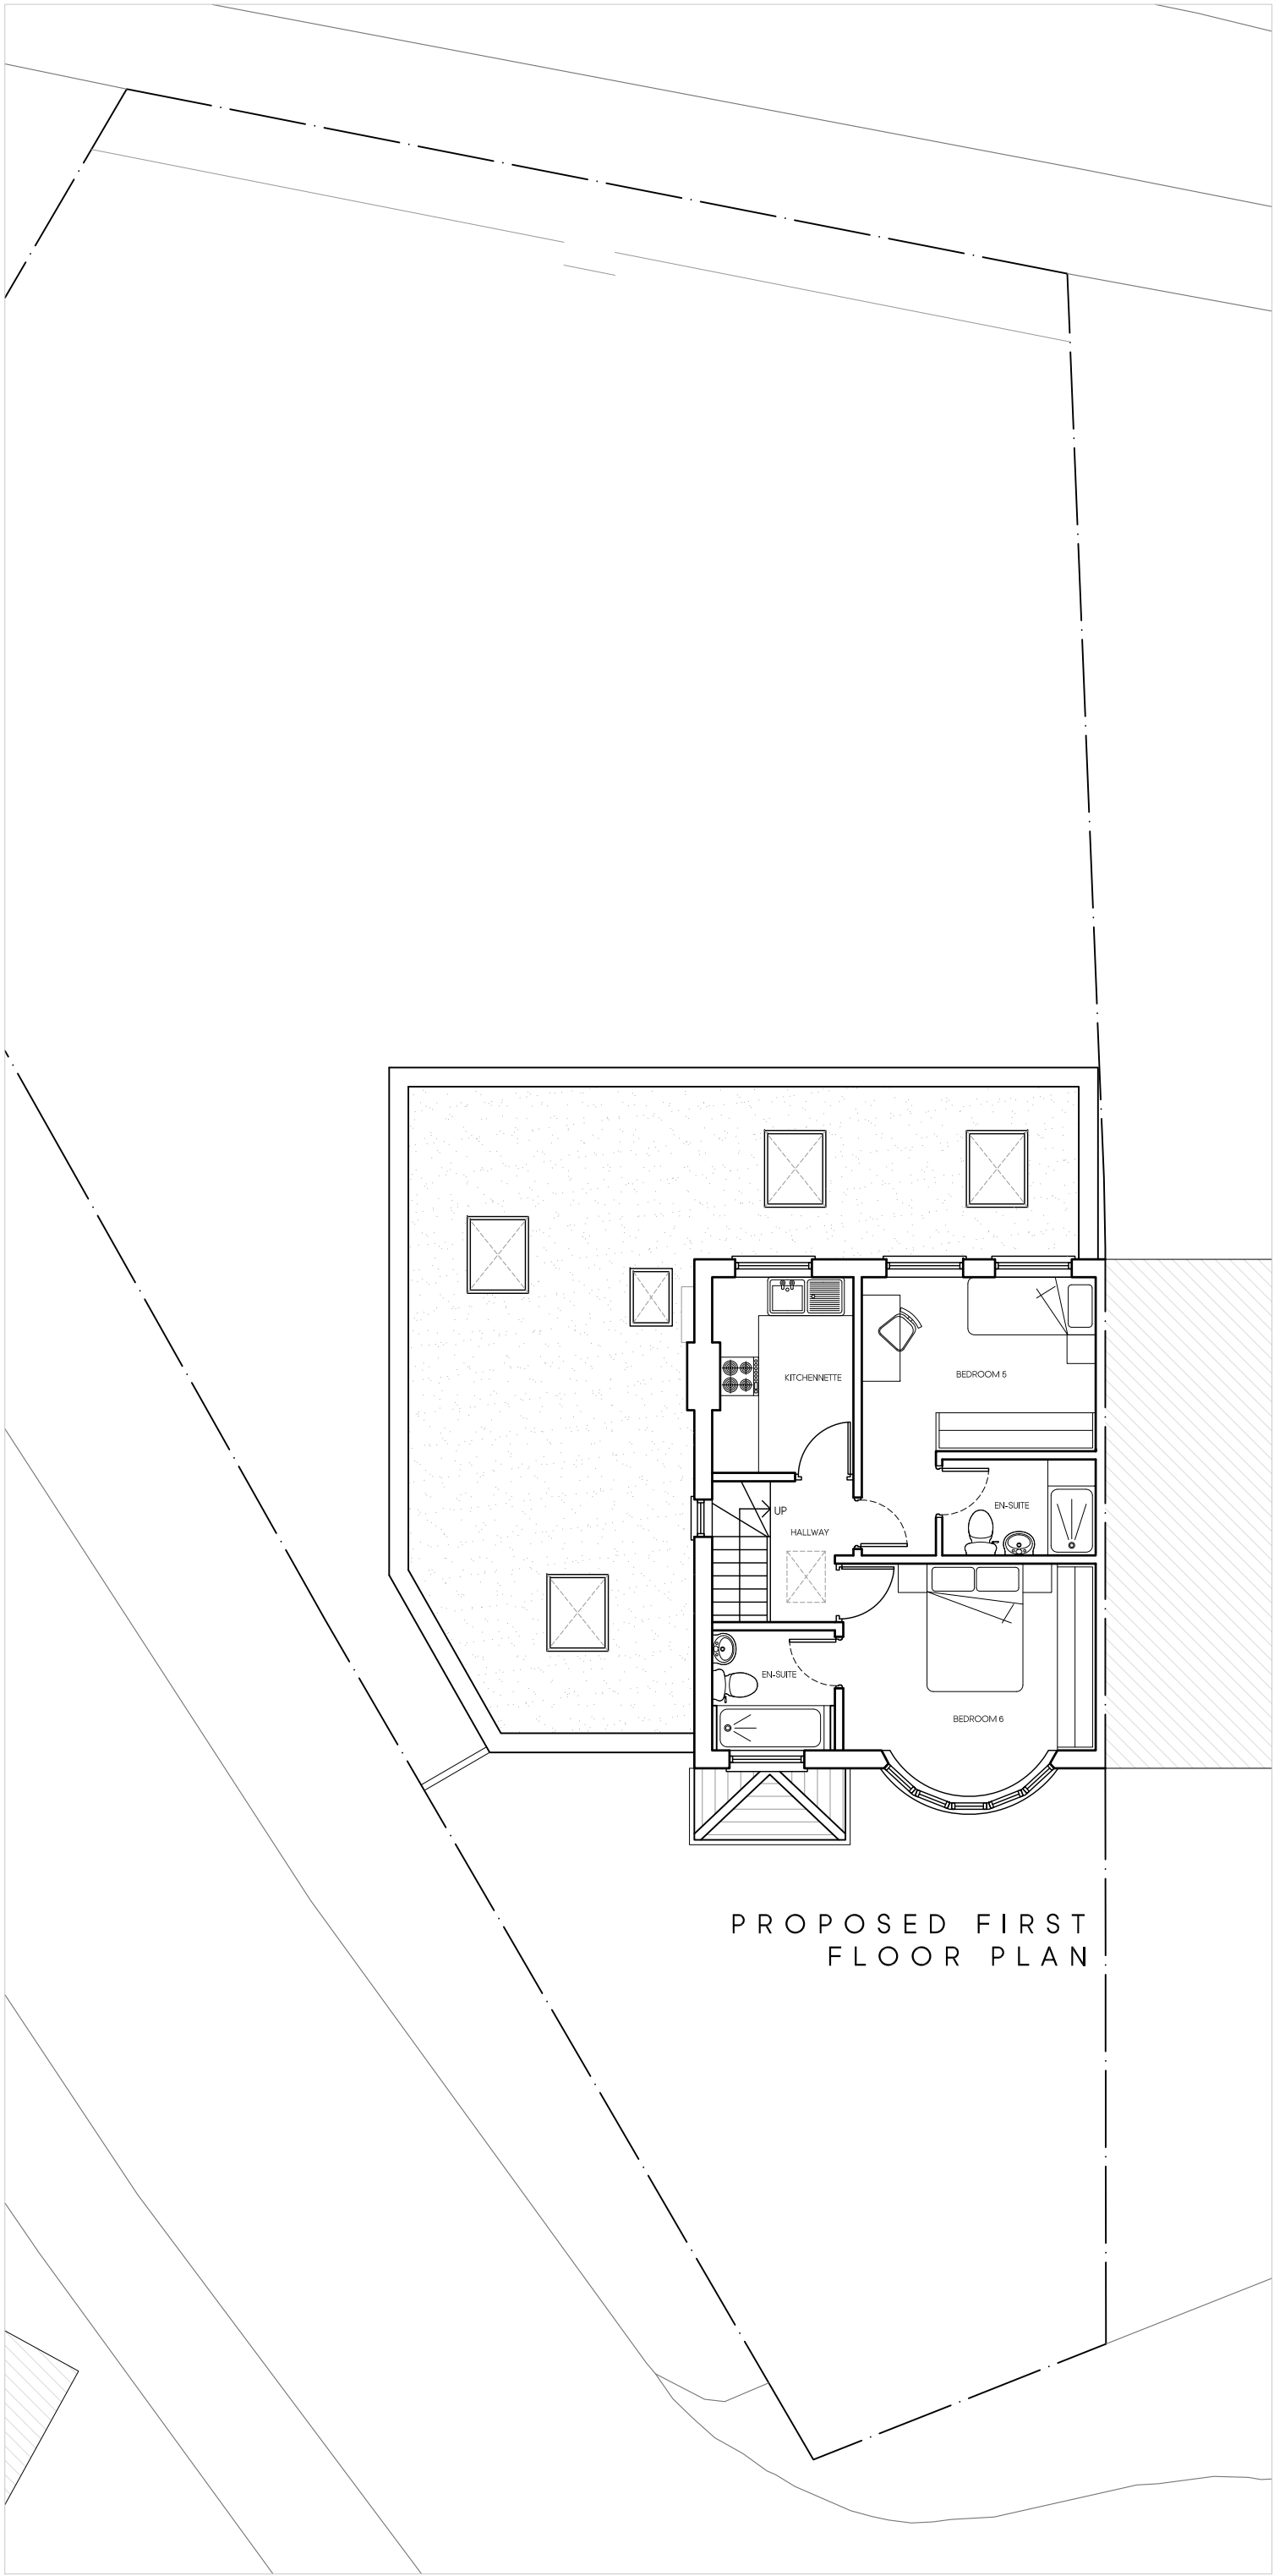 KITCHENNETTE
BEDROOM 5
UP
EN-SUITE
HALLWAY
EN-SUITE
BEDROOM 6
PROPOSED FIRST
FLOOR PLAN